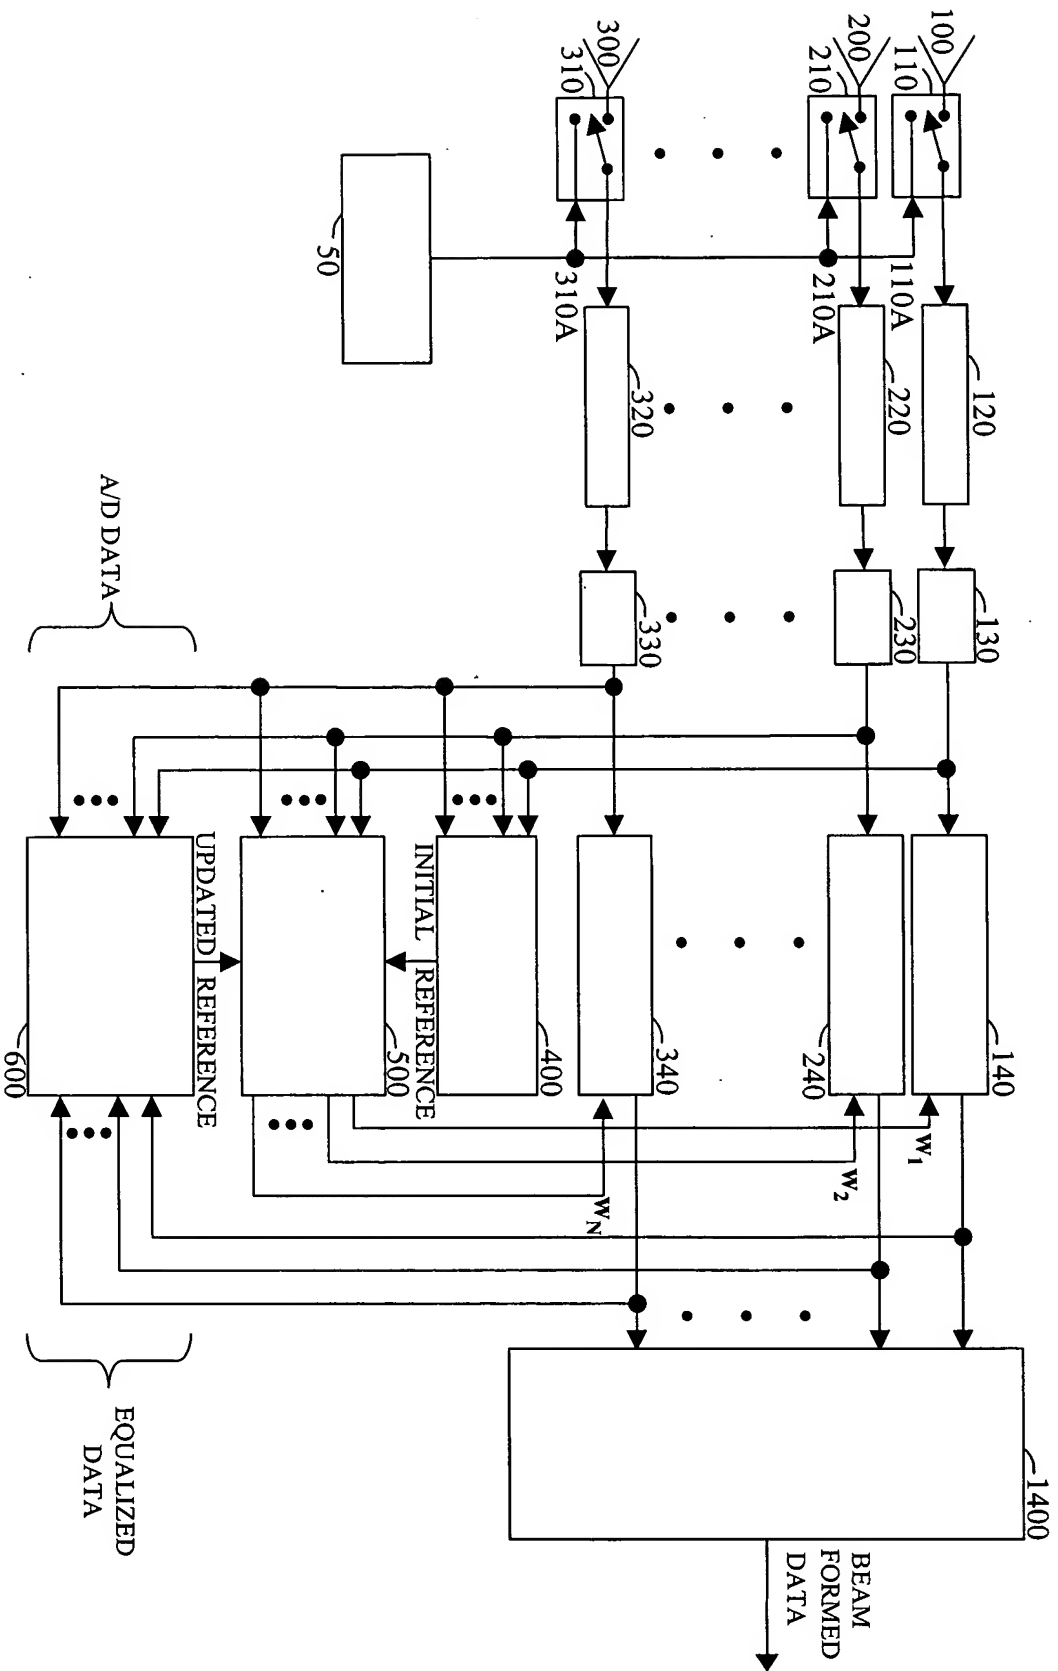 100
110
200
210
300
310
110A
210A
310A
50
120
220
320
130
230
330
A/D DATA
140
240
340
400
500
600
INITIAL REFERENCE
UPDATED REFERENCE
W1
W2
WN
EQUALIZED
DATA
1400
BEAM
FORMED
DATA